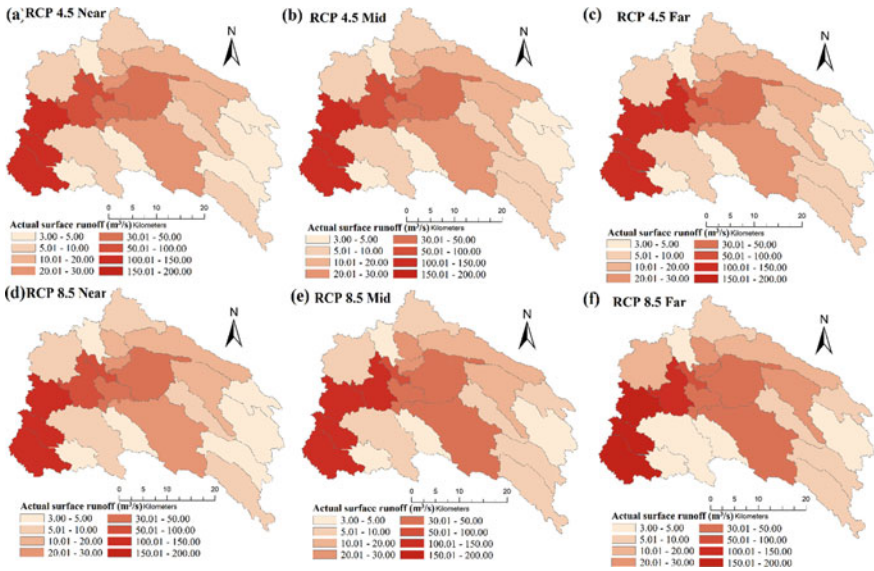 (a) RCP 4.5 Near
N
0 10 20
Kilometers
Actual surface runoff (m³/s)
3.00 - 5.00 30.01 - 50.00
5.01 - 10.00 50.01 - 100.00
10.01 - 20.00 100.01 - 150.00
20.01 - 30.00 150.01 - 200.00
(b) RCP 4.5 Mid
N
0 10 20
Kilometers
Actual surface runoff (m³/s)
3.00 - 5.00 30.01 - 50.00
5.01 - 10.00 50.01 - 100.00
10.01 - 20.00 100.01 - 150.00
20.01 - 30.00 150.01 - 200.00
(c) RCP 4.5 Far
N
0 10 20
Kilometers
Actual surface runoff (m³/s)
3.00 - 5.00 30.01 - 50.00
5.01 - 10.00 50.01 - 100.00
10.01 - 20.00 100.01 - 150.00
20.01 - 30.00 150.01 - 200.00
(d) RCP 8.5 Near
N
0 10 20
Kilometers
Actual surface runoff (m³/s)
3.00 - 5.00 30.01 - 50.00
5.01 - 10.00 50.01 - 100.00
10.01 - 20.00 100.01 - 150.00
20.01 - 30.00 150.01 - 200.00
(e) RCP 8.5 Mid
N
0 10 20
Kilometers
Actual surface runoff (m³/s)
3.00 - 5.00 30.01 - 50.00
5.01 - 10.00 50.01 - 100.00
10.01 - 20.00 100.01 - 150.00
20.01 - 30.00 150.01 - 200.00
(f) RCP 8.5 Far
N
0 5 10 20
Kilometers
Actual surface runoff (m³/s)
3.00 - 5.00 30.01 - 50.00
5.01 - 10.00 50.01 - 100.00
10.01 - 20.00 100.01 - 150.00
20.01 - 30.00 150.01 - 200.00